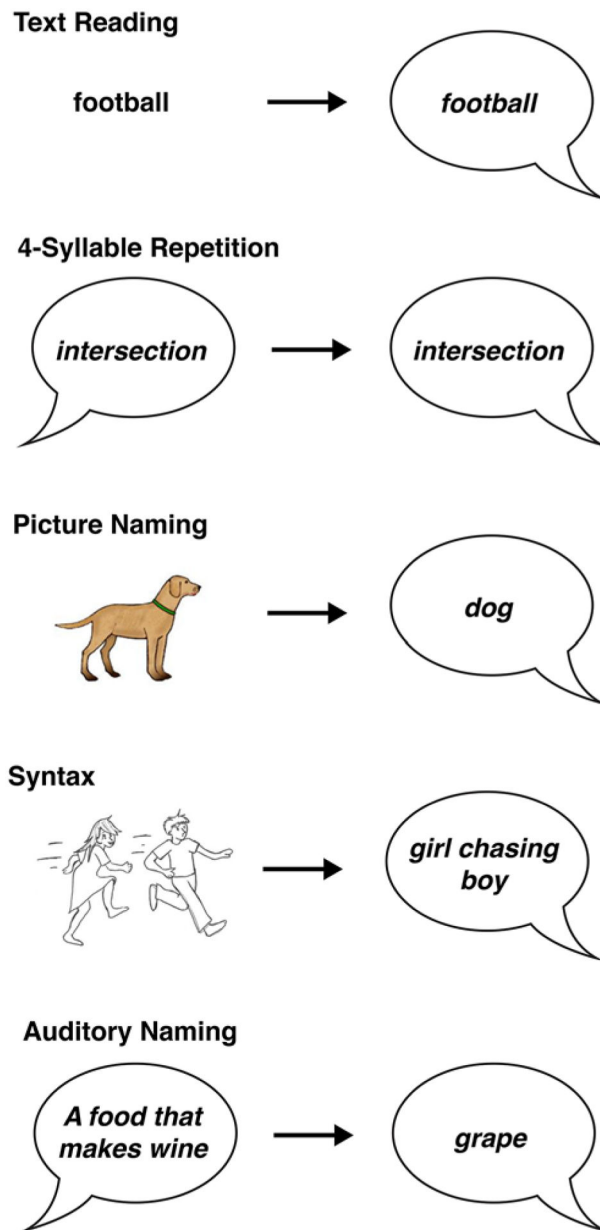 Text Reading
football
football
4-Syllable Repetition
intersection
intersection
Picture Naming
dog
Syntax
girl chasing
boy
Auditory Naming
A food that
makes wine
grape